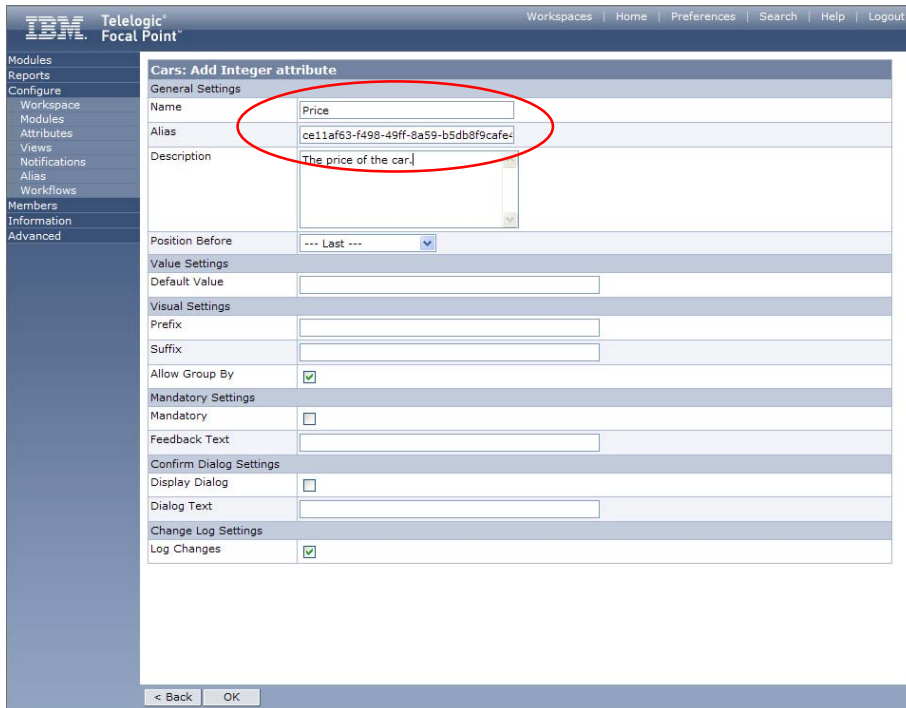 IBM. Telelogic® Focal Point™
Workspaces | Home | Preferences | Search | Help | Logout
Modules
Reports
Configure
Workspace
Modules
Attributes
Views
Notifications
Alias
Workflows
Members
Information
Advanced
Cars: Add Integer attribute
General Settings
Name Price
Alias ce11af63-f498-49ff-8a59-b5db8f9cafe4
Description The price of the car.
Position Before --- Last ---
Value Settings
Default Value
Visual Settings
Prefix
Suffix
Allow Group By
Mandatory Settings
Mandatory
Feedback Text
Confirm Dialog Settings
Display Dialog
Dialog Text
Change Log Settings
Log Changes
< Back OK